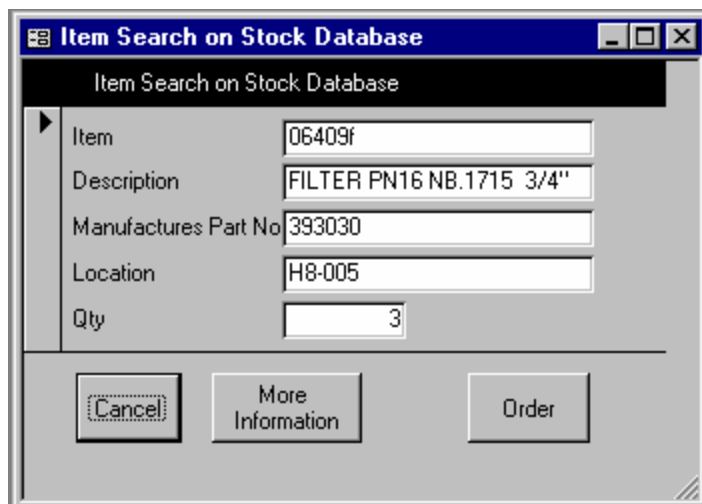 Item Search on Stock Database
Item Search on Stock Database
Item 06409f
Description FILTER PN16 NB.1715 3/4"
Manufactures Part No 393030
Location H8-005
Qty 3
Cancel
More
Information
Order